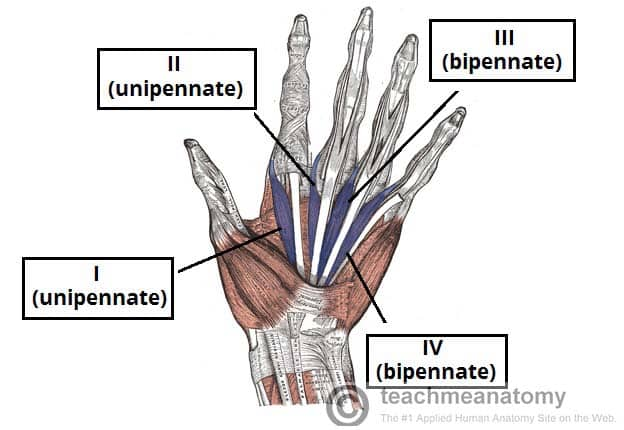 II
(unipennate)
III
(bipennate)
I
(unipennate)
IV
(bipennate)
© teachmeanatomy
The #1 Applied Human Anatomy Site on the Web.